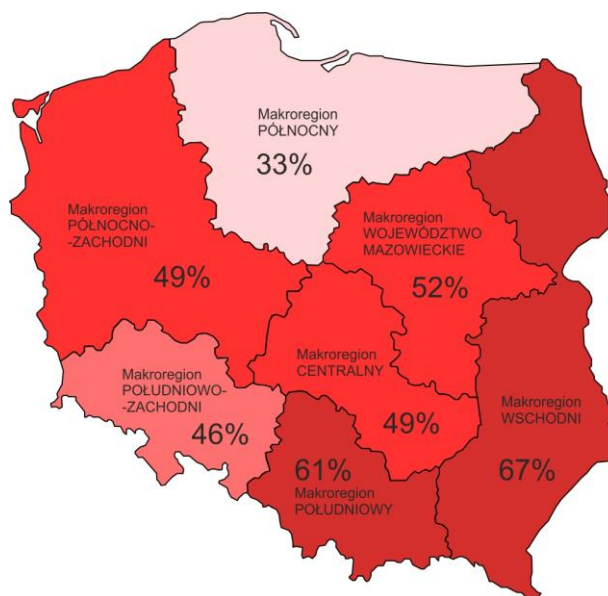 Makroregion
PÓŁNOCNY
33%
Makroregion
PÓŁNOCNO-
-ZACHODNI
49%
Makroregion
WOJEWÓDZTWO
MAZOWIECKIE
52%
Makroregion
CENTRALNY
49%
Makroregion
POŁUDNIOWO-
-ZACHODNI
46%
61%
Makroregion
POŁUDNIOWY
Makroregion
WSCHODNI
67%